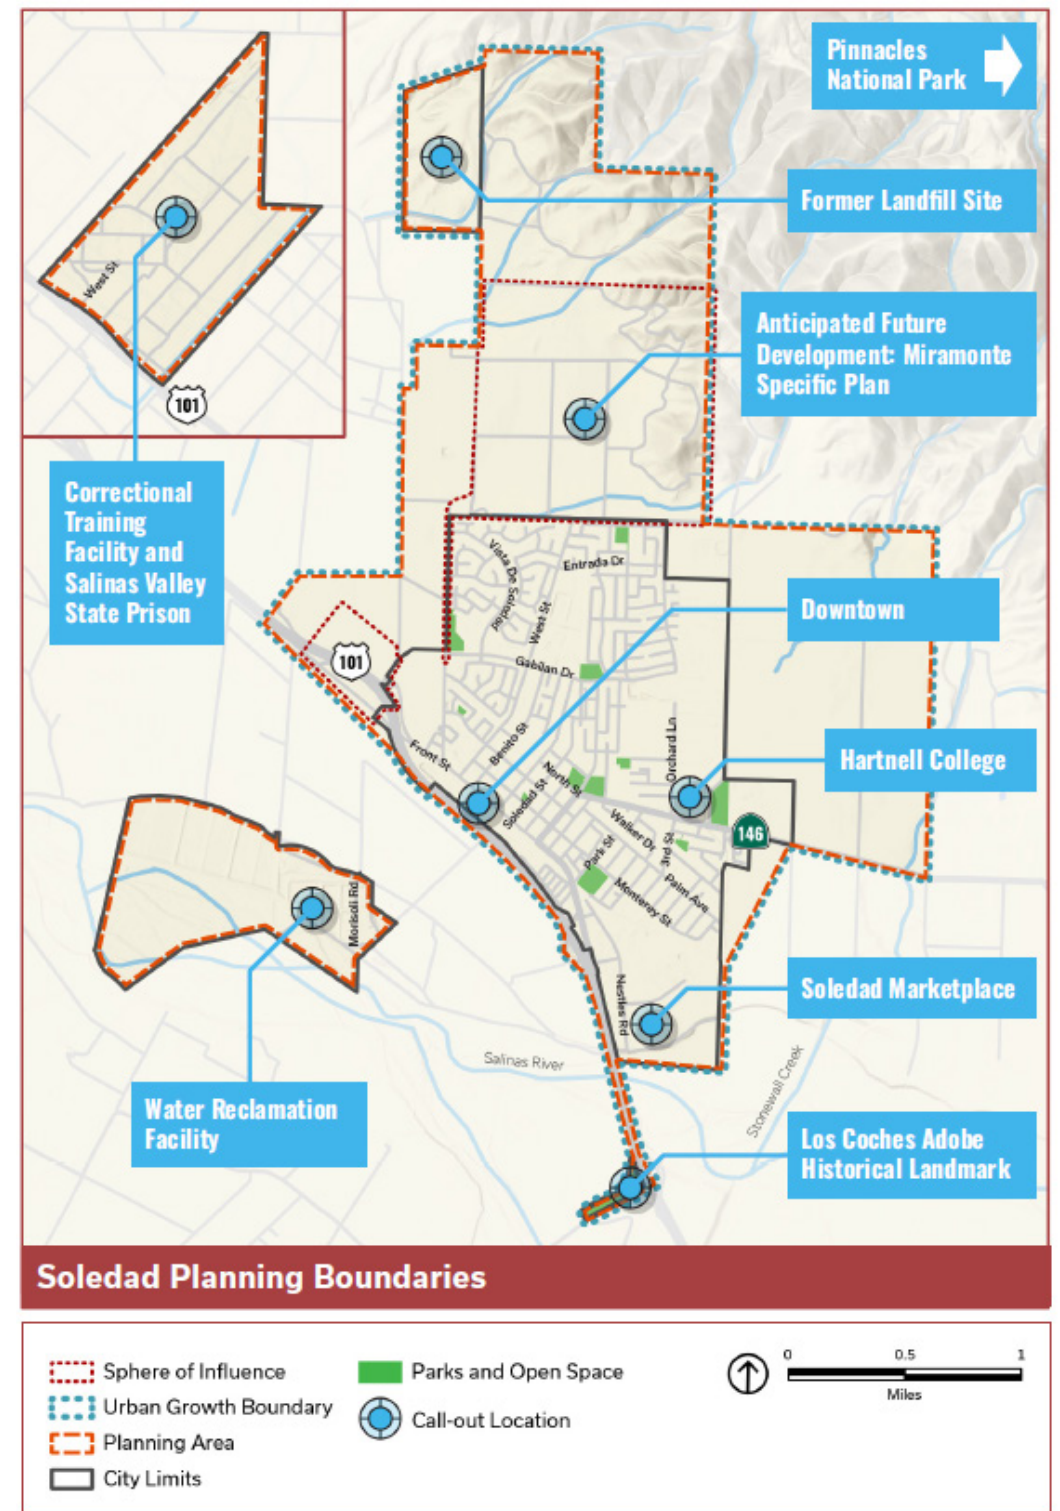 Pinnacles
National Park
Former Landfill Site
Anticipated Future
Development: Miramonte
Specific Plan
West St
101
Correctional
Training
Facility and
Salinas Valley
State Prison
Vista De Soledad
Entrada Dr
West St
Downtown
101
Gabilan Dr
Orchard Ln
Front St
Benito St
Hartnell College
North St
Soledad St
Walker Dr
146
Park St
3rd St
Palm Ave
Monterey St
Morisoli Rd
Nestles Rd
Soledad Marketplace
Salinas River
Stonewall Creek
Water Reclamation
Facility
Los Coches Adobe
Historical Landmark
Soledad Planning Boundaries
Sphere of Influence
Urban Growth Boundary
Planning Area
City Limits
Parks and Open Space
Call-out Location
0 0.5 1
Miles